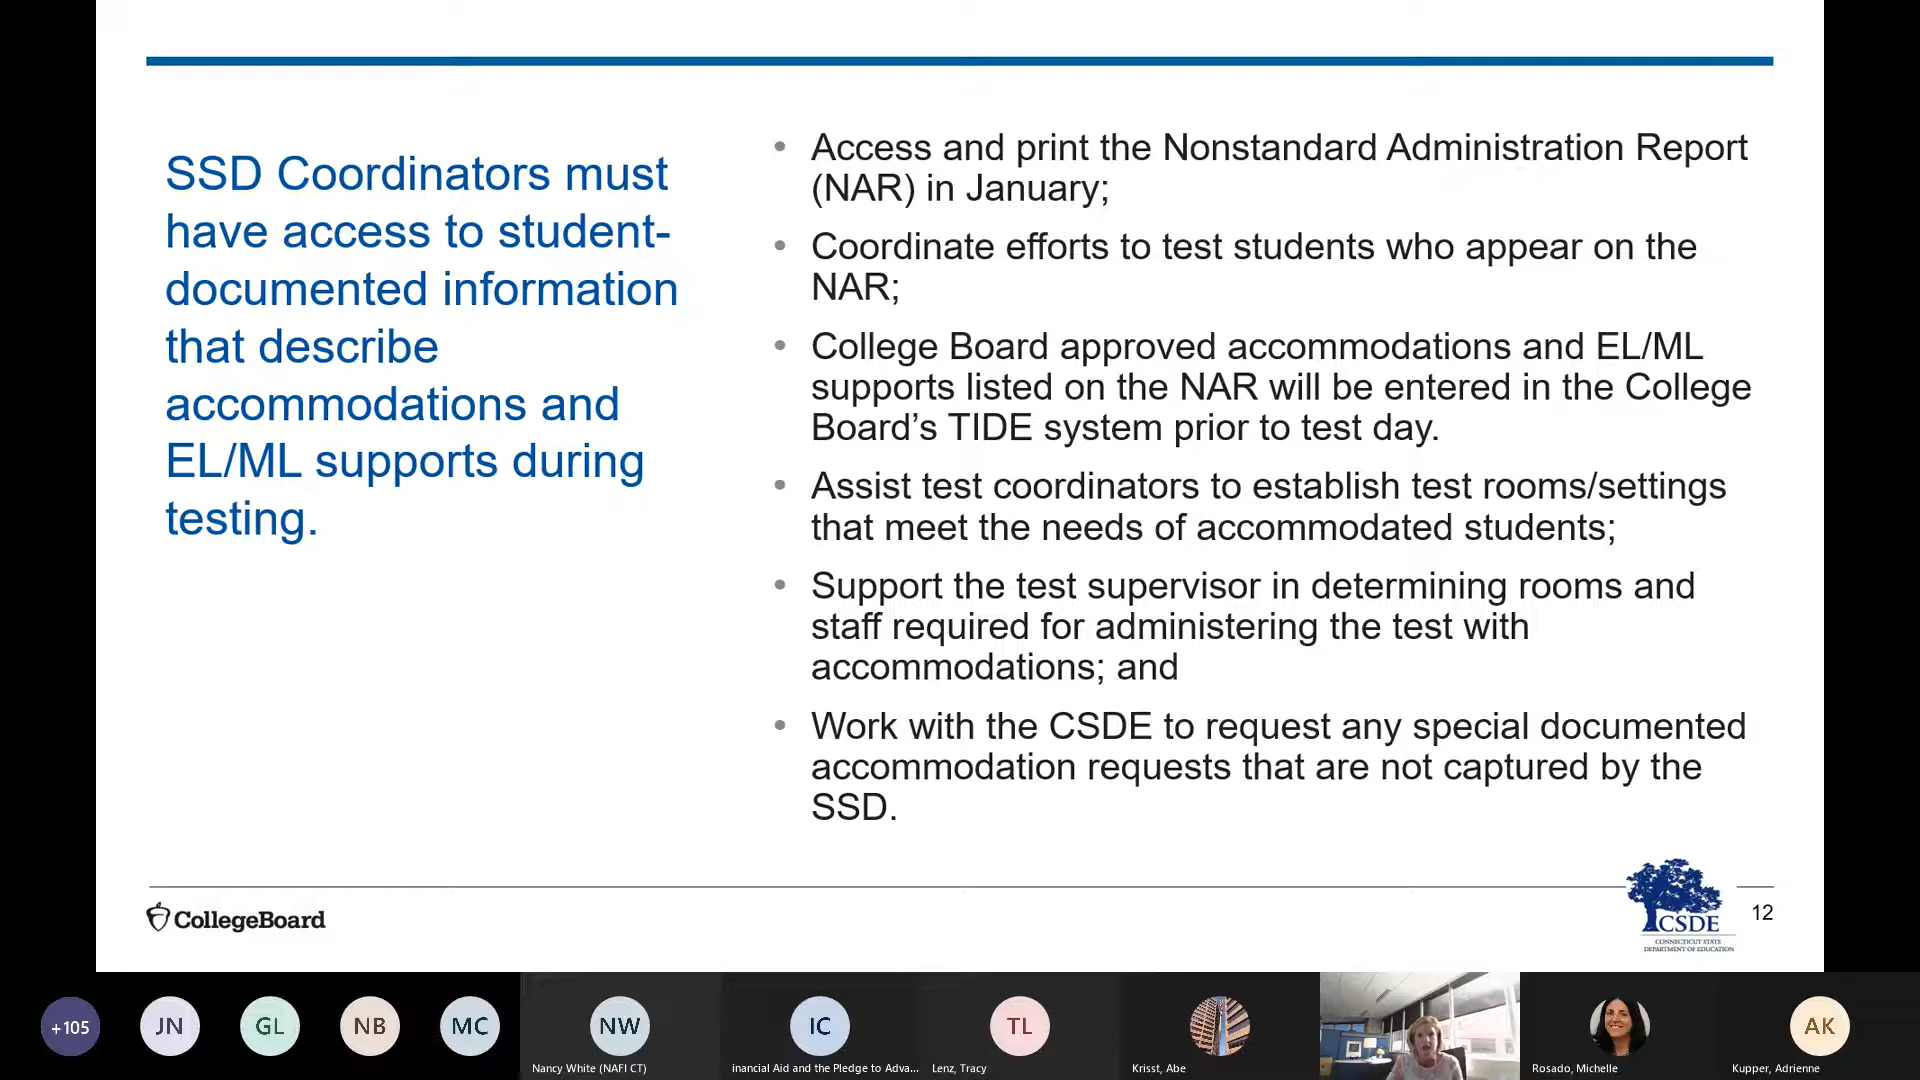 SSD Coordinators must
have access to student-
documented information
that describe
accommodations and
EL/ML supports during
testing.
• Access and print the Nonstandard Administration Report
(NAR) in January;
• Coordinate efforts to test students who appear on the
NAR;
• College Board approved accommodations and EL/ML
supports listed on the NAR will be entered in the College
Board’s TIDE system prior to test day.
• Assist test coordinators to establish test rooms/settings
that meet the needs of accommodated students;
• Support the test supervisor in determining rooms and
staff required for administering the test with
accommodations; and
• Work with the CSDE to request any special documented
accommodation requests that are not captured by the
SSD.
CollegeBoard
CSDE
CONNECTICUT STATE
DEPARTMENT OF EDUCATION
12
+105
JN
GL
NB
MC
NW
Nancy White (NAFI CT)
IC
inancial Aid and the Pledge to Adva...
TL
Lenz, Tracy
Krisst, Abe
Rosado, Michelle
AK
Kupper, Adrienne